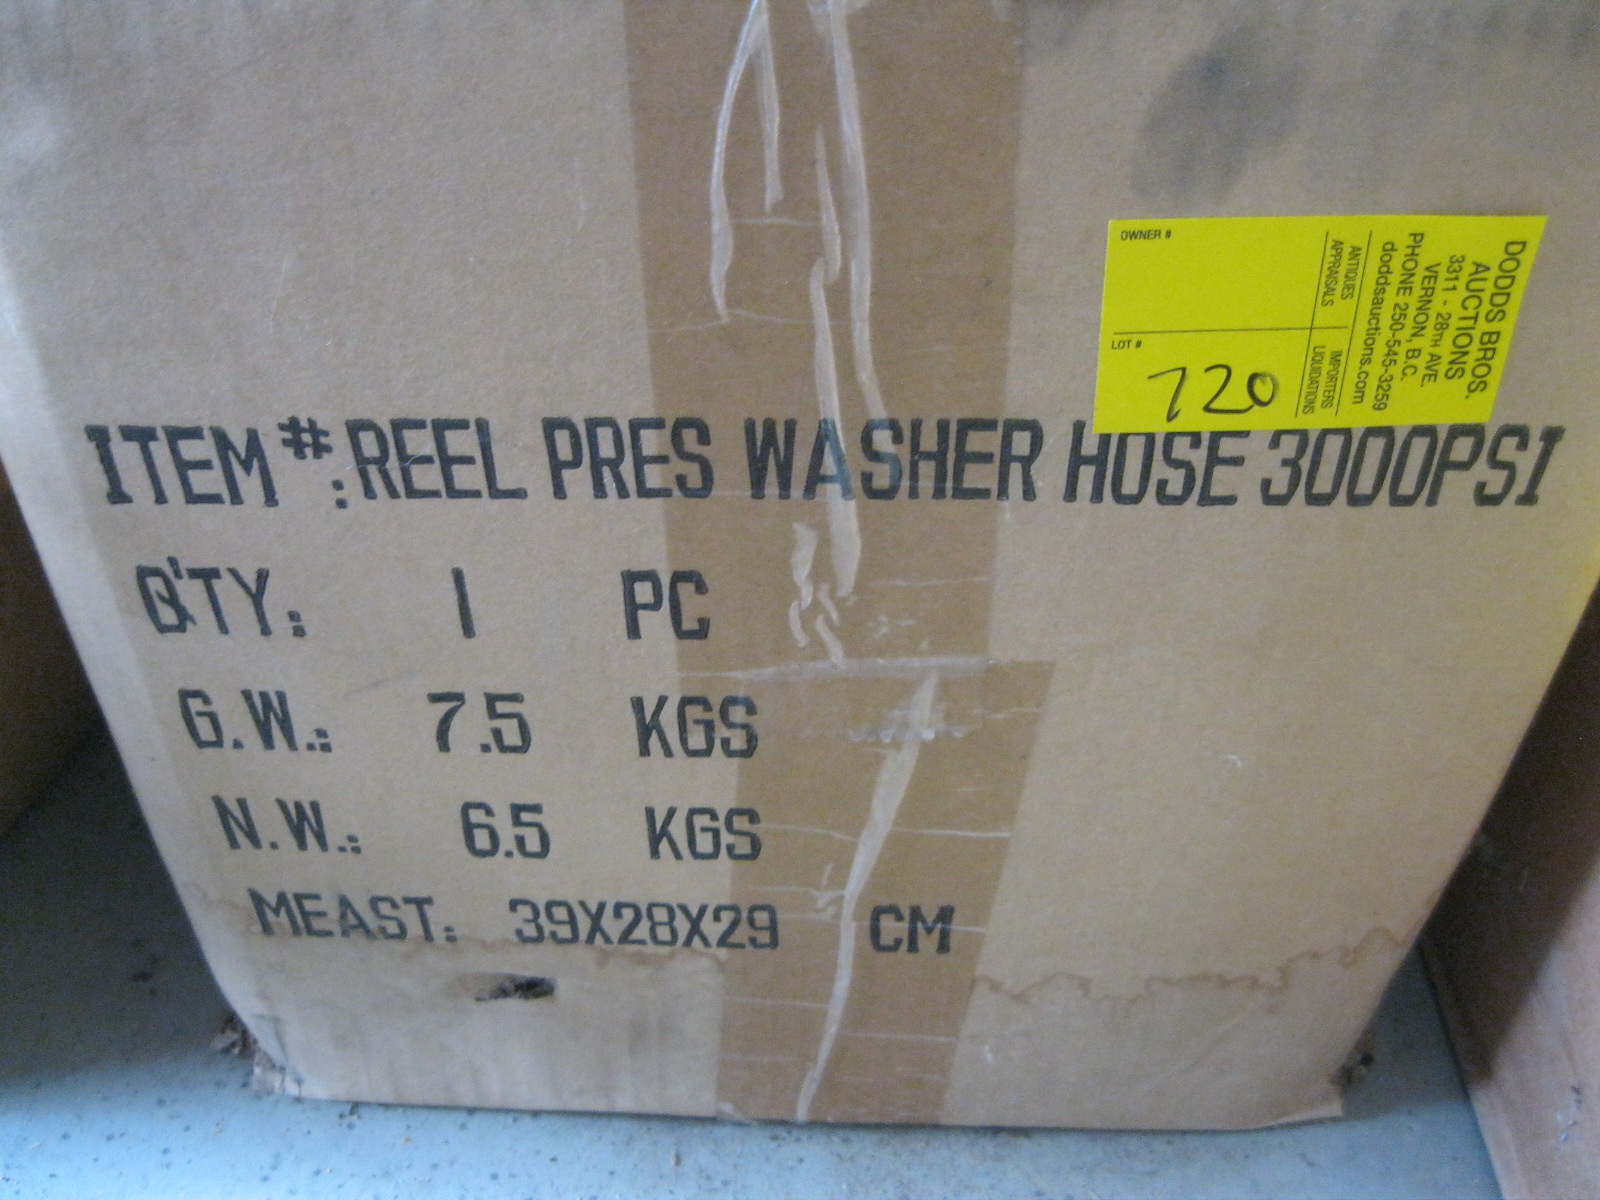 ITEM#:REEL PRES WASHER HOSE 3000PSI
Q'TY: 1 PC
G.W.: 7.5 KGS
N.W.: 6.5 KGS
MEAST: 39X28X29 CM
DODDS BROS.
AUCTIONS
3311 - 28TH AVE.
VERNON, B.C.
PHONE 250-545-3259
doddsauctions.com
ANTIQUES IMPORTERS
APPRAISALS LIQUIDATIONS
OWNER #
LOT #
720